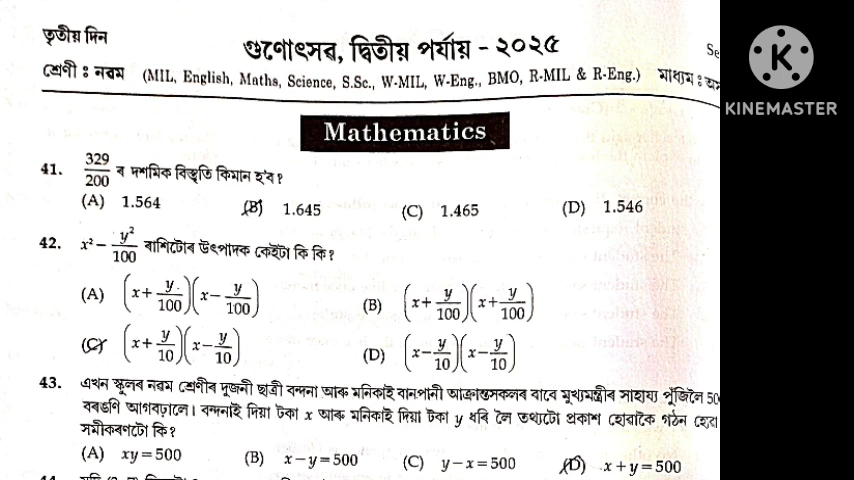 তৃতীয় দিন
গুণোৎসৱ, দ্বিতীয় পৰ্যায় - ২০২৫
শ্ৰেণী : নৱম (MIL, English, Maths, Science, S.Sc., W-MIL, W-Eng., BMO, R-MIL & R-Eng.) মাধ্যম :
KINEMASTER
Mathematics
41. 329/200 ৰ দশমিক বিস্তৃতি কিমান হ'ব?
(A) 1.564 (B) 1.645 (C) 1.465 (D) 1.546
42. x² − y²/100 ৰাশিটোৰ উৎপাদক কেইটা কি কি?
(A) (x + y/100)(x − y/100) (B) (x + y/100)(x + y/100)
(C) (x + y/10)(x − y/10) (D) (x − y/10)(x − y/10)
43. এখন স্কুলৰ নৱম শ্ৰেণীৰ দুজনী ছাত্ৰী বন্দনা আৰু মনিকাই বানপানী আক্ৰান্তসকলৰ বাবে মুখ্যমন্ত্ৰীৰ সাহায্য পুঁজিলৈ 50
বৰঙণি আগবঢ়ালে। বন্দনাই দিয়া টকা x আৰু মনিকাই দিয়া টকা y ধৰি লৈ তথ্যটো প্ৰকাশ হোৱাকৈ গঠন হোৱা
সমীকৰণটো কি?
(A) xy = 500 (B) x − y = 500 (C) y − x = 500 (D) x + y = 500